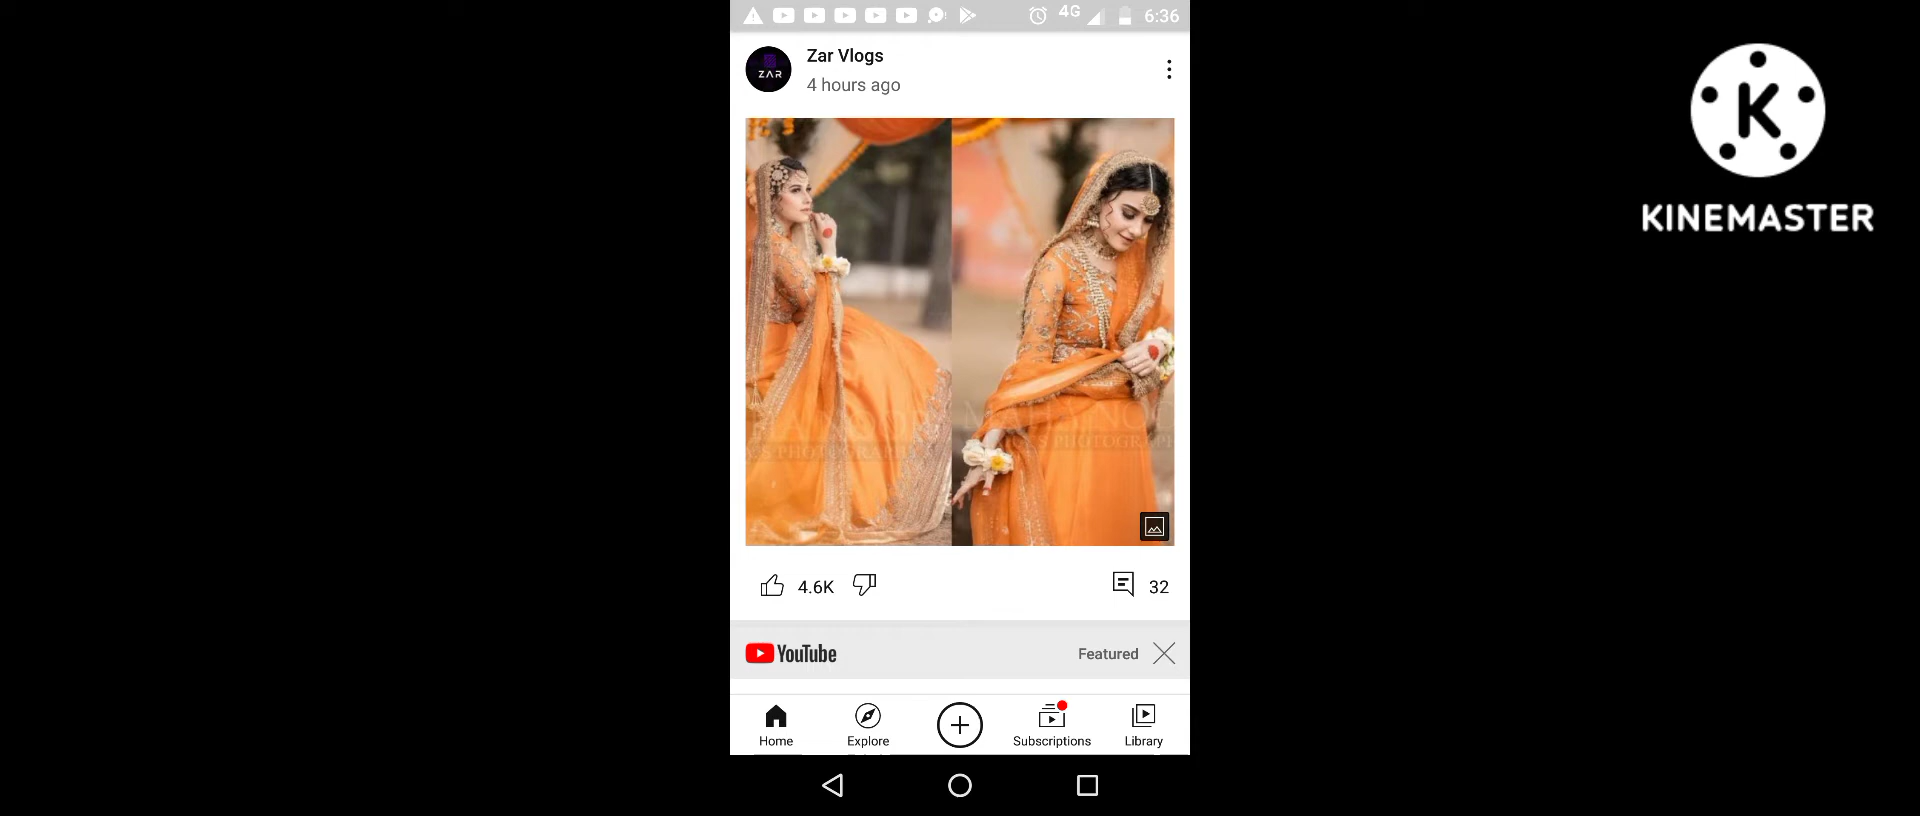 4G
6:36
ZAR
Zar Vlogs
4 hours ago
4.6K
32
YouTube
Featured
Home
Explore
Subscriptions
Library
K
KINEMASTER